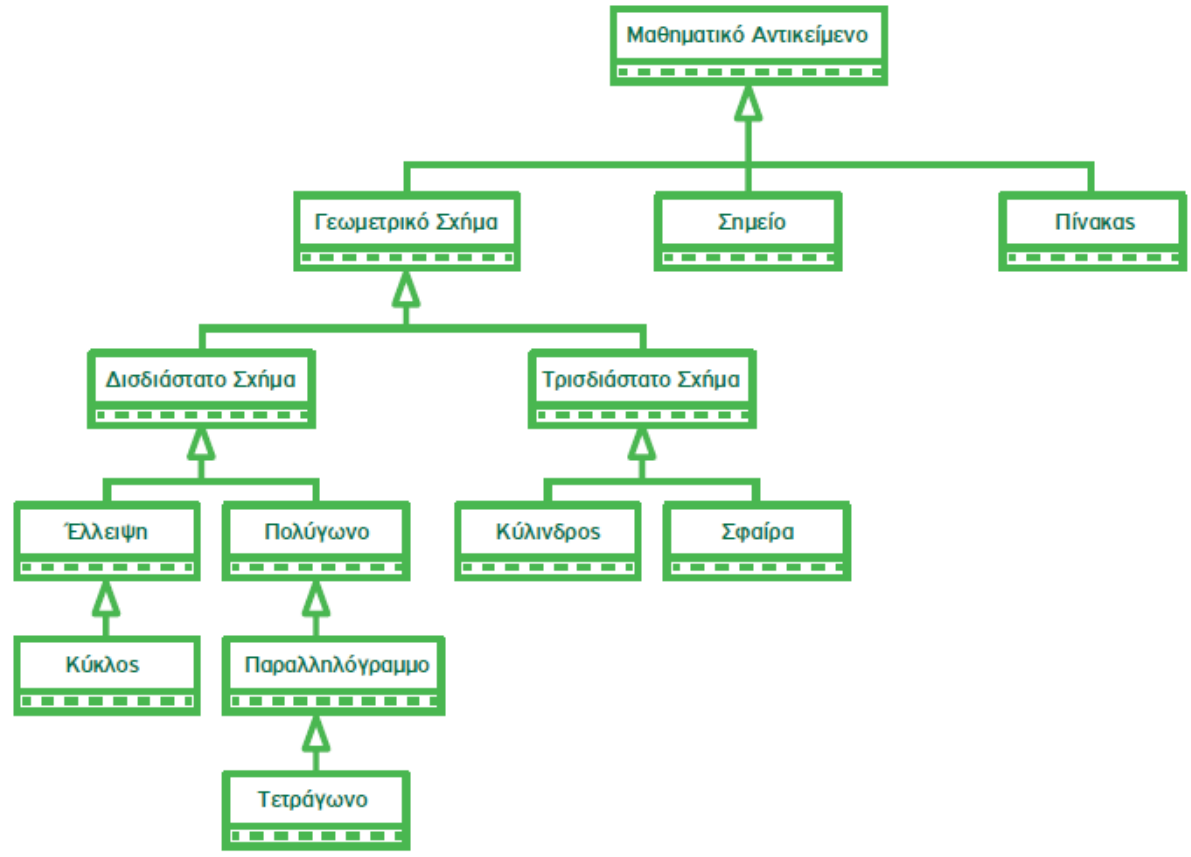 Μαθηματικό Αντικείμενο
Γεωμετρικό Σχήμα
Σημείο
Πίνακας
Δισδιάστατο Σχήμα
Τρισδιάστατο Σχήμα
Έλλειψη
Πολύγωνο
Κύλινδρος
Σφαίρα
Κύκλος
Παραλληλόγραμμο
Τετράγωνο